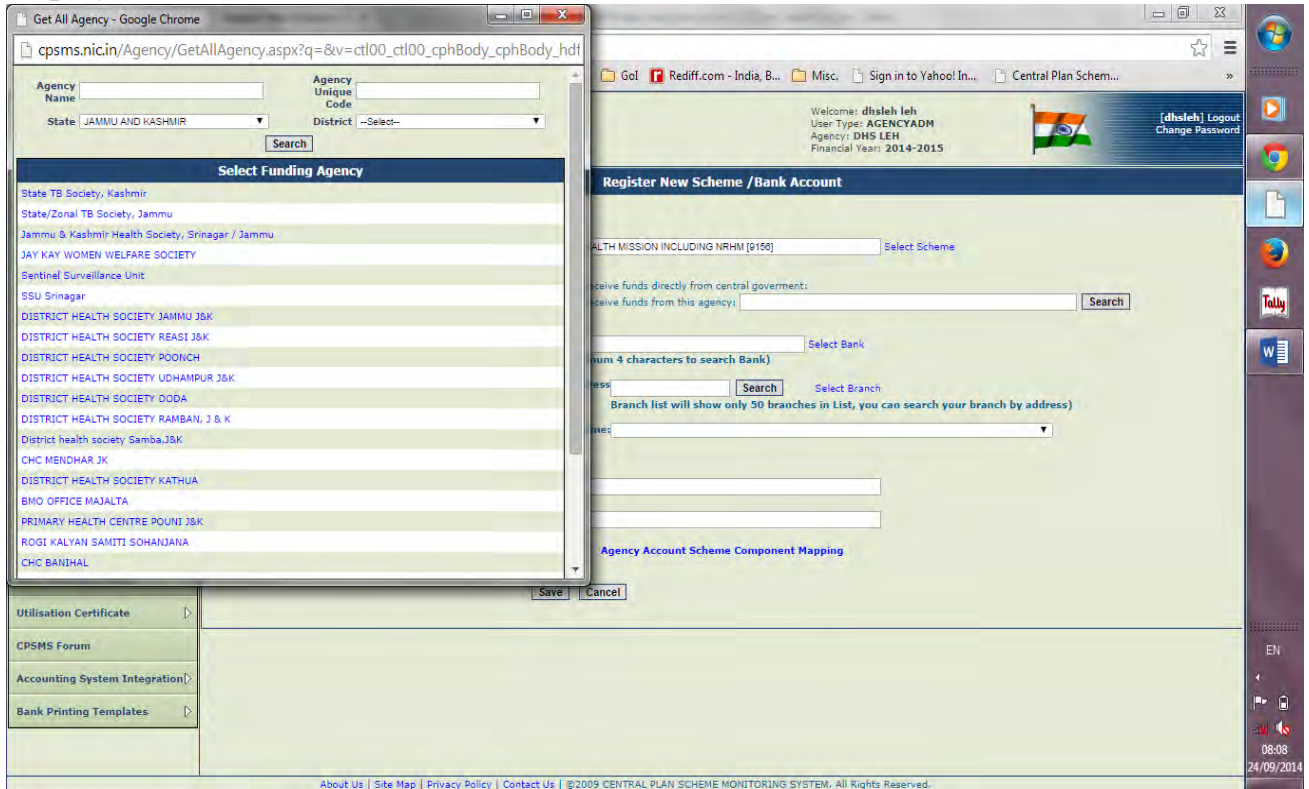 Get All Agency - Google Chrome
cpsms.nic.in/Agency/GetAllAgency.aspx?q=&v=ctl00_ctl00_cphBody_cphBody_hdf
Agency Name
Agency Unique Code
State JAMMU AND KASHMIR District --Select--
Search
Select Funding Agency
State TB Society, Kashmir
State/Zonal TB Society, Jammu
Jammu & Kashmir Health Society, Srinagar / Jammu
JAY KAY WOMEN WELFARE SOCIETY
Sentinel Surveillance Unit
SSU Srinagar
DISTRICT HEALTH SOCIETY JAMMU J&K
DISTRICT HEALTH SOCIETY REASI J&K
DISTRICT HEALTH SOCIETY POONCH
DISTRICT HEALTH SOCIETY UDHAMPUR J&K
DISTRICT HEALTH SOCIETY DODA
DISTRICT HEALTH SOCIETY RAMBAN, J & K
District health society Samba,J&K
CHC MENDHAR JK
DISTRICT HEALTH SOCIETY KATHUA
BMO OFFICE MAJALTA
PRIMARY HEALTH CENTRE POUNI J&K
ROGI KALYAN SAMITI SOHANJANA
CHC BANIHAL
GoI Rediff.com - India, B... Misc. Sign in to Yahoo! In... Central Plan Schem... »
Welcome: dhsleh leh
User Type: AGENCYADM
Agency: DHS LEH
Financial Year: 2014-2015
[dhsleh] Logout
Change Password
Register New Scheme /Bank Account
ALTH MISSION INCLUDING NRHM [9156] Select Scheme
eceive funds directly from central goverment:
eceive funds from this agency: Search
Select Bank
num 4 characters to search Bank)
ess Search Select Branch
Branch list will show only 50 branches in List, you can search your branch by address)
me:
Agency Account Scheme Component Mapping
Save Cancel
Utilisation Certificate
CPSMS Forum
Accounting System Integration
Bank Printing Templates
About Us | Site Map | Privacy Policy | Contact Us | ©2009 CENTRAL PLAN SCHEME MONITORING SYSTEM. All Rights Reserved.
Tally
W
EN
08:08
24/09/2014